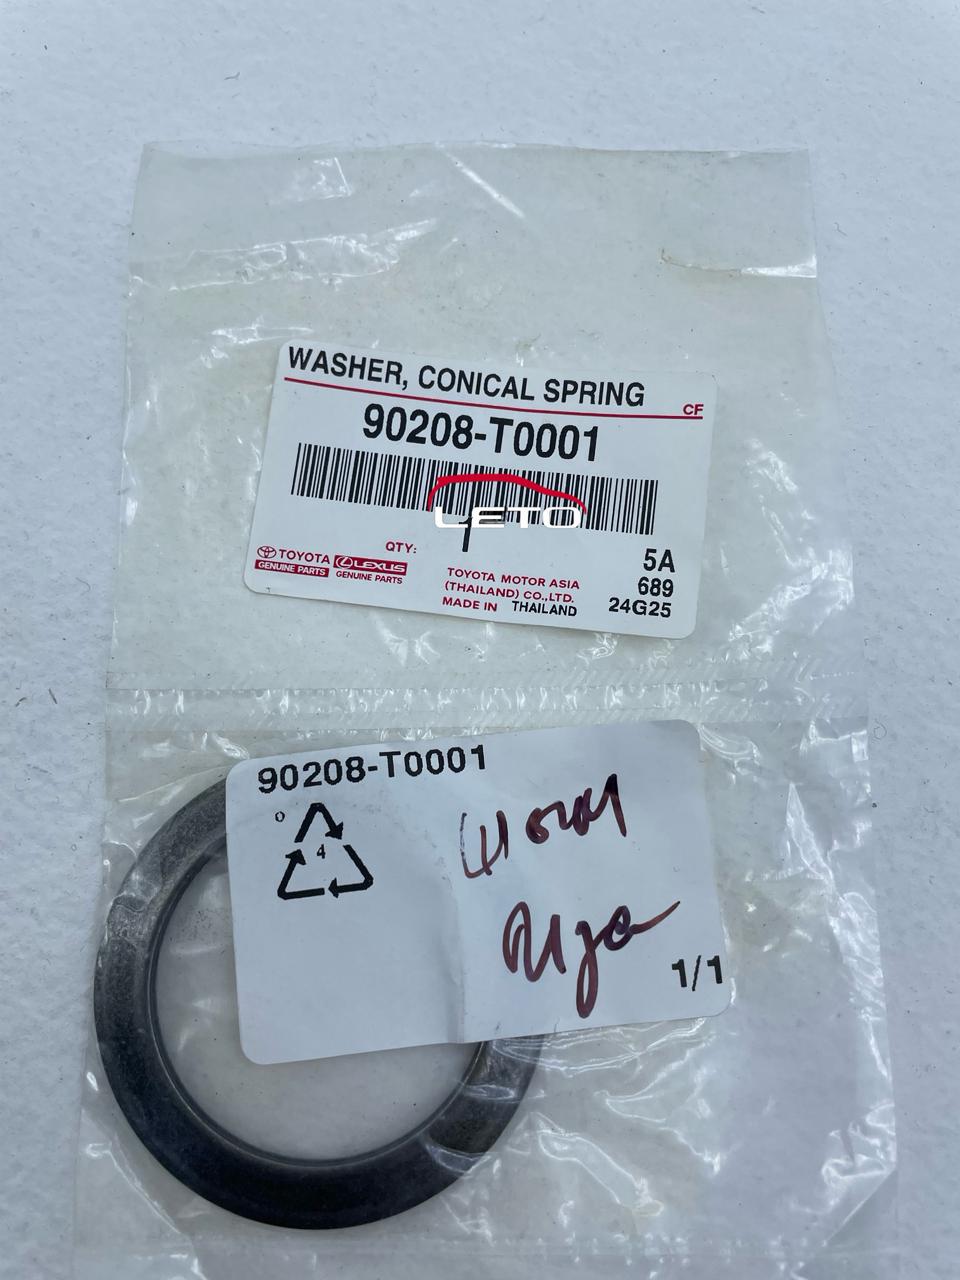 WASHER, CONICAL SPRING
CF
90208-T0001
LETO
QTY: 1
5A
TOYOTA
GENUINE PARTS
LEXUS
GENUINE PARTS
TOYOTA MOTOR ASIA
(THAILAND) CO.,LTD.
MADE IN THAILAND
689
24G25
90208-T0001
0
4
1/1